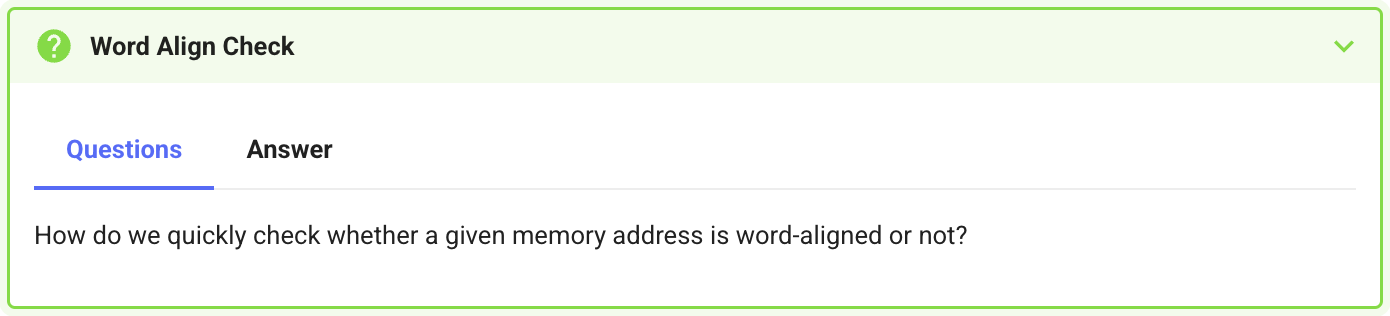 Word Align Check
Questions Answer
How do we quickly check whether a given memory address is word-aligned or not?